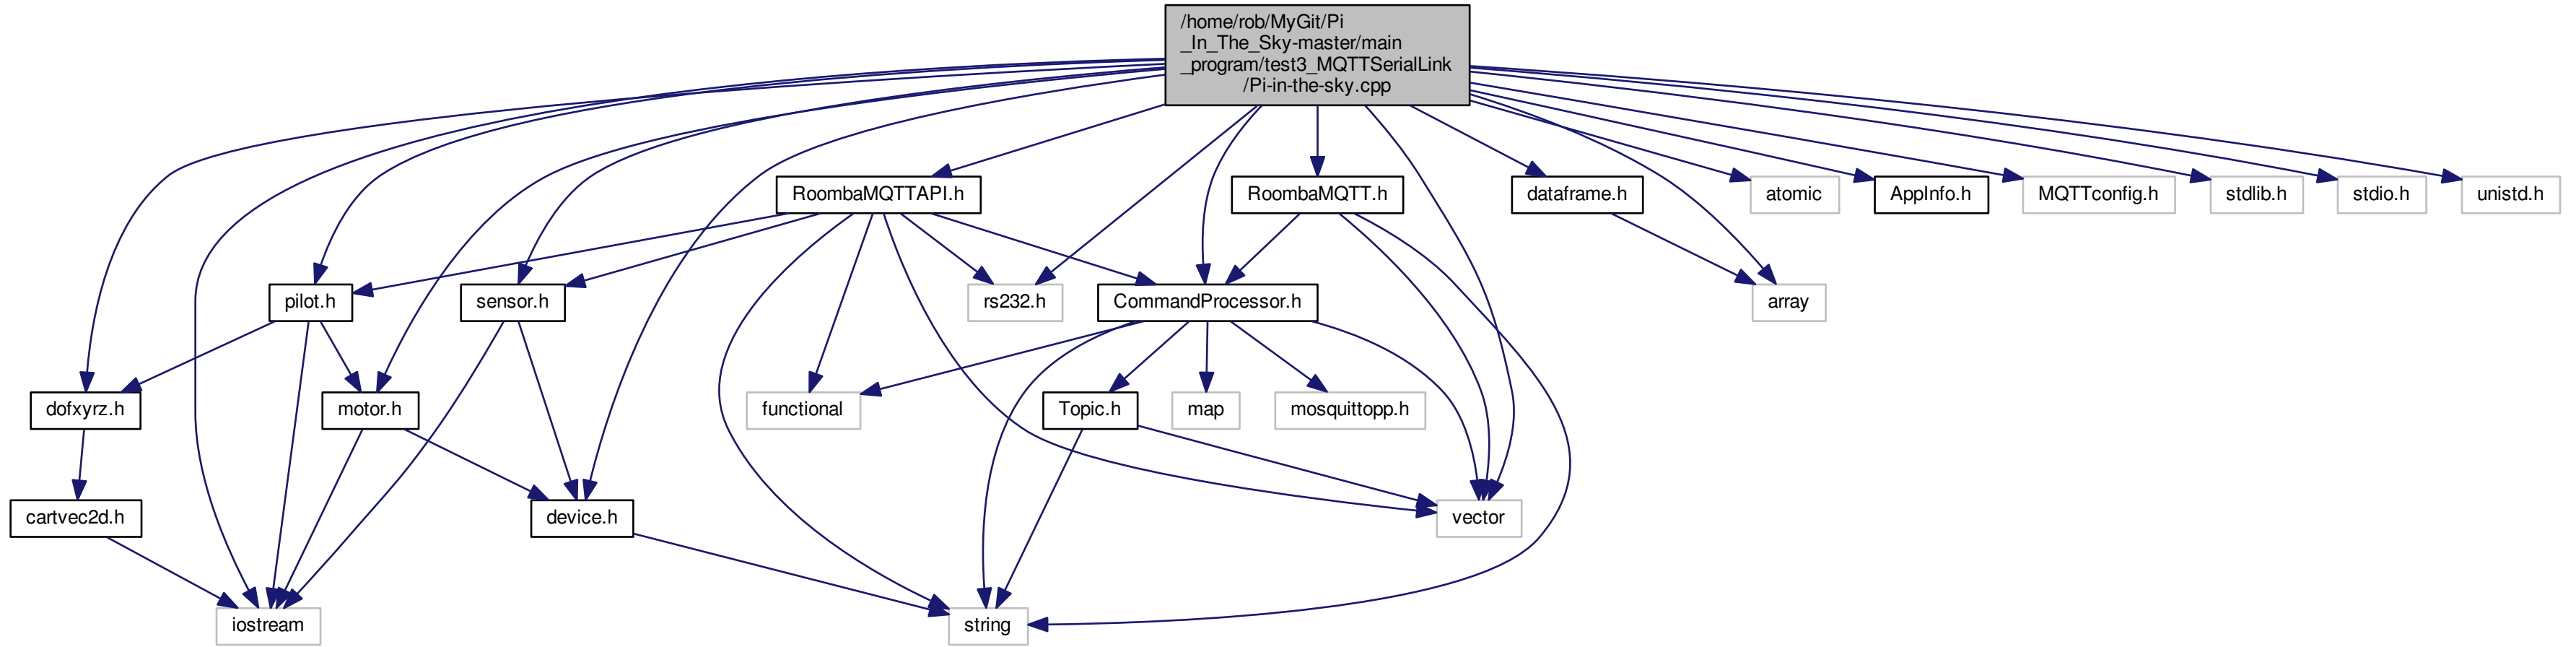 /home/rob/MyGit/Pi
_In_The_Sky-master/main
_program/test3_MQTTSerialLink
/Pi-in-the-sky.cpp
RoombaMQTTAPI.h
RoombaMQTT.h
dataframe.h
atomic
AppInfo.h
MQTTconfig.h
stdlib.h
stdio.h
unistd.h
pilot.h
sensor.h
rs232.h
CommandProcessor.h
array
dofxyrz.h
motor.h
functional
Topic.h
map
mosquittopp.h
cartvec2d.h
device.h
vector
iostream
string